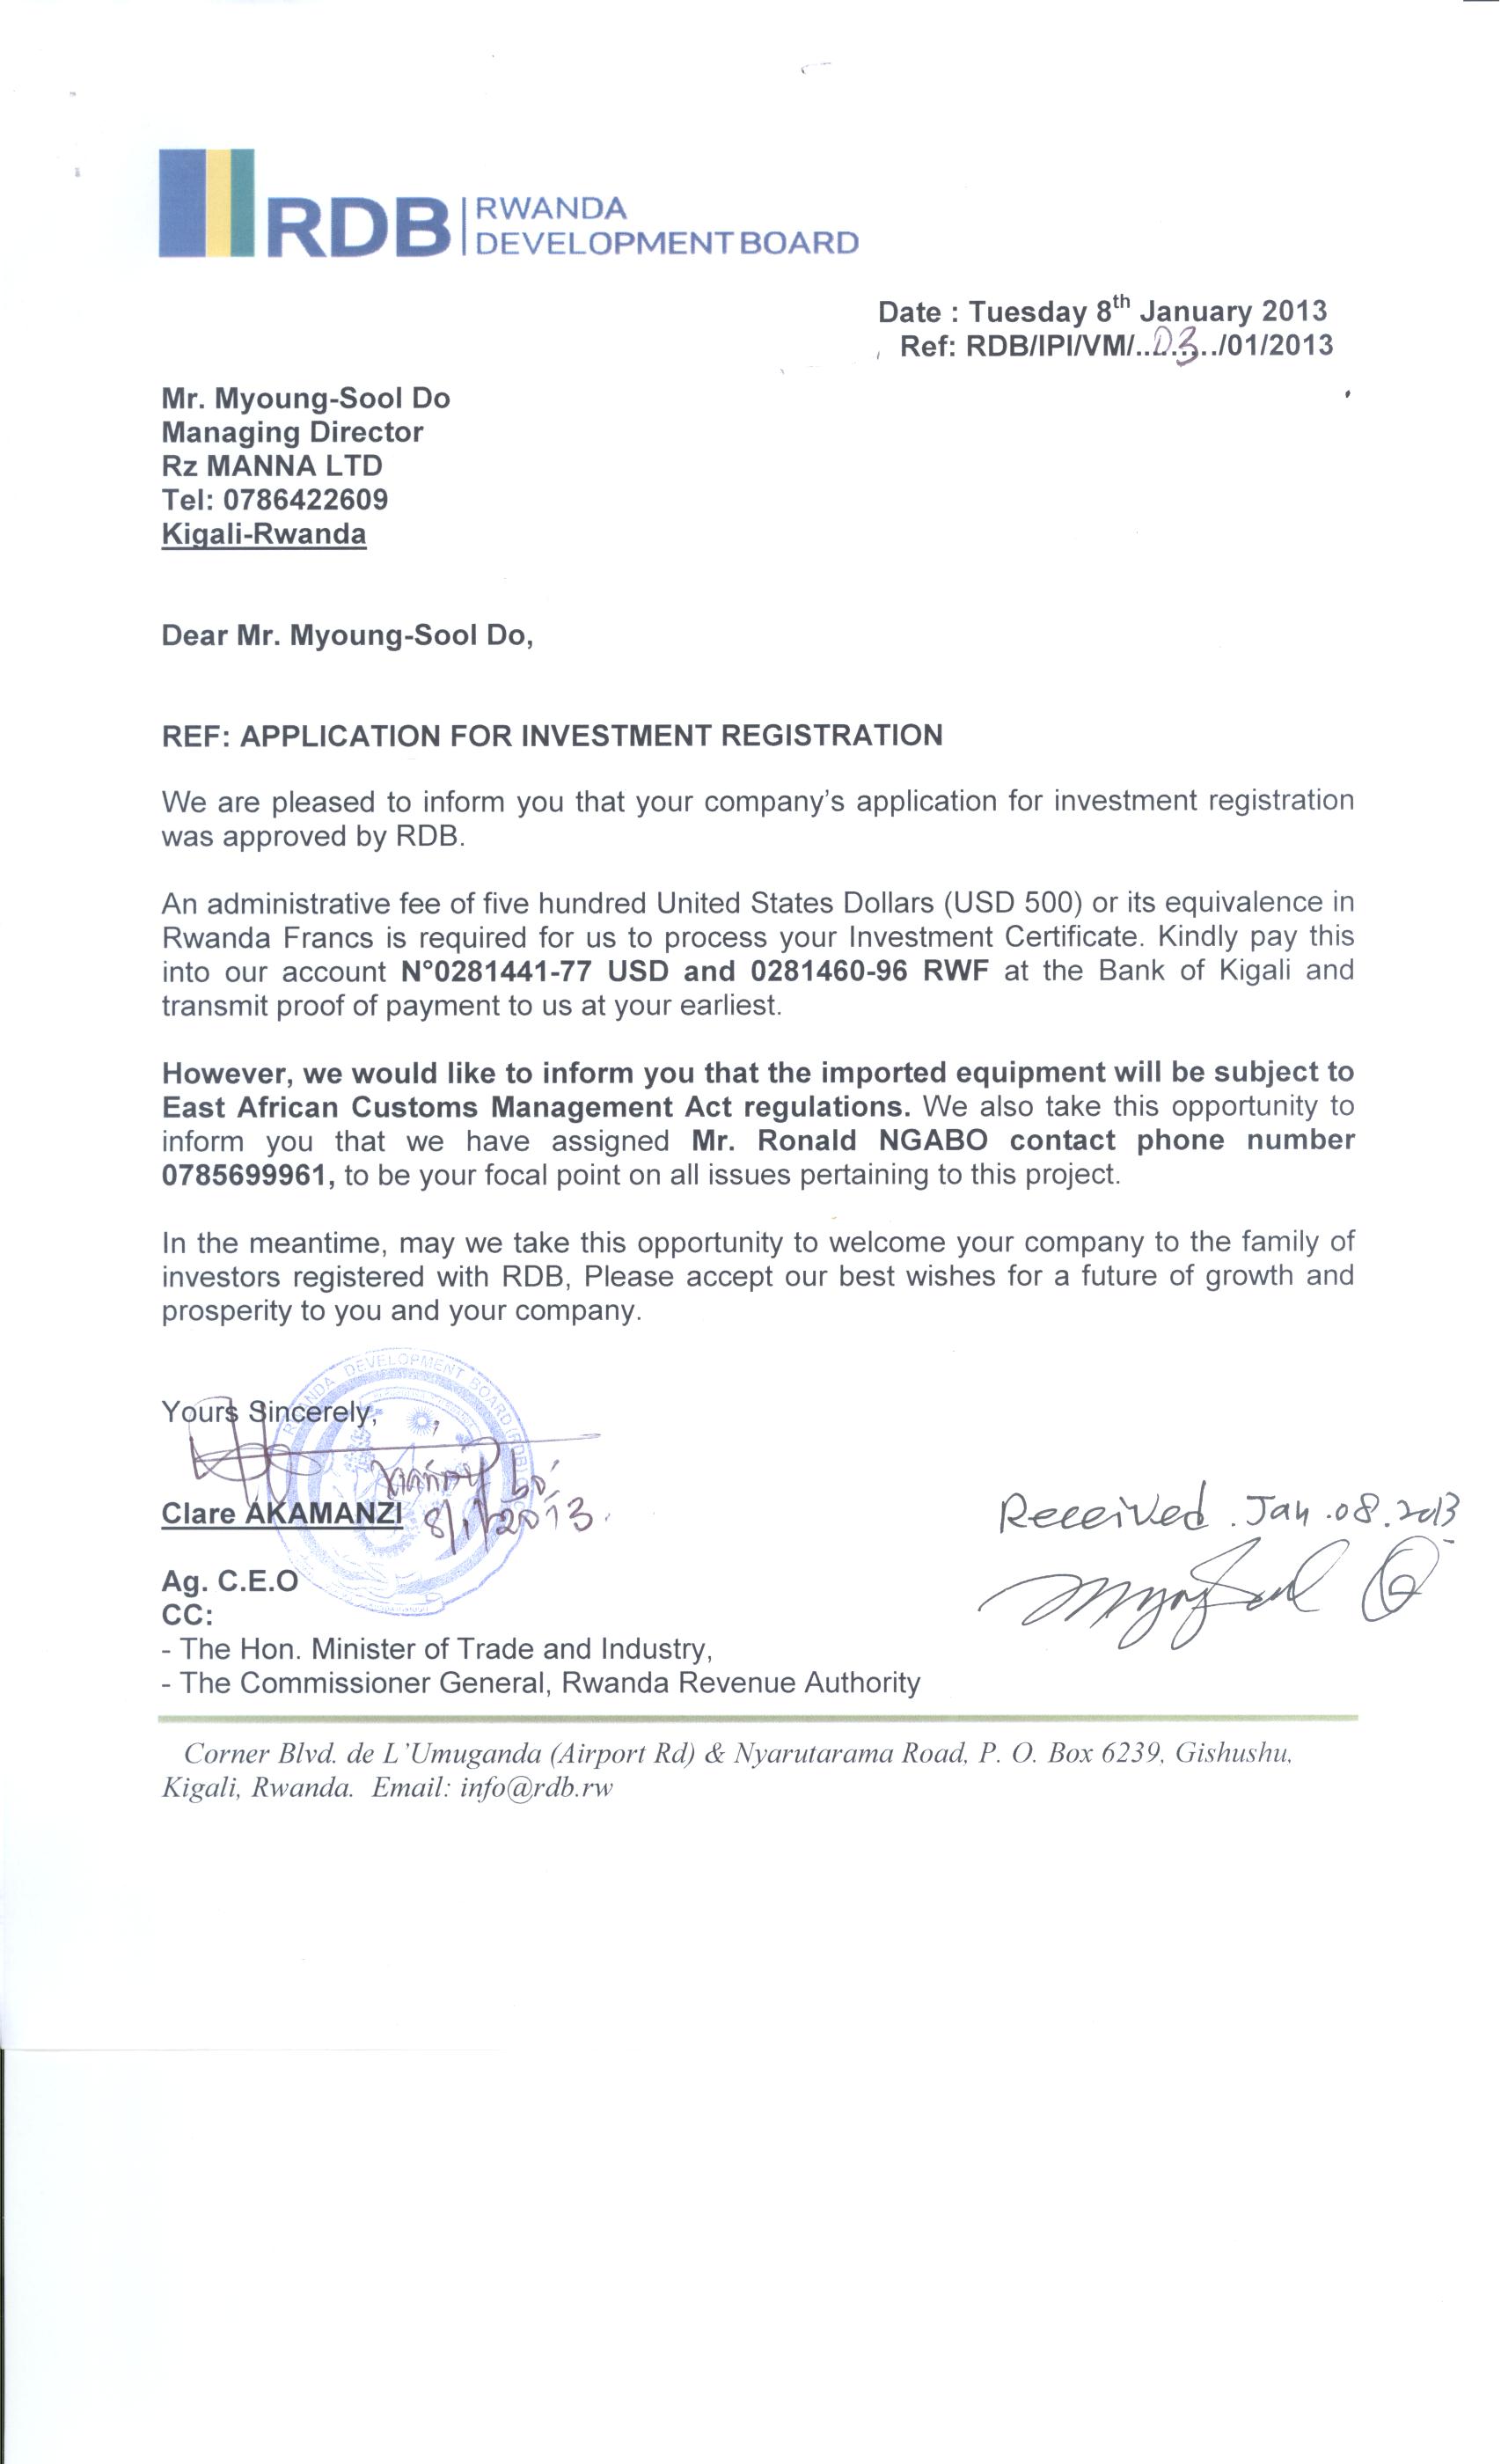 RDB RWANDA
DEVELOPMENT BOARD
Date : Tuesday 8th January 2013
Ref: RDB/IPI/VM/..03../01/2013
Mr. Myoung-Sool Do
Managing Director
Rz MANNA LTD
Tel: 0786422609
Kigali-Rwanda
Dear Mr. Myoung-Sool Do,
REF: APPLICATION FOR INVESTMENT REGISTRATION
We are pleased to inform you that your company's application for investment registration
was approved by RDB.
An administrative fee of five hundred United States Dollars (USD 500) or its equivalence in
Rwanda Francs is required for us to process your Investment Certificate. Kindly pay this
into our account N°0281441-77 USD and 0281460-96 RWF at the Bank of Kigali and
transmit proof of payment to us at your earliest.
However, we would like to inform you that the imported equipment will be subject to
East African Customs Management Act regulations. We also take this opportunity to
inform you that we have assigned Mr. Ronald NGABO contact phone number
0785699961, to be your focal point on all issues pertaining to this project.
In the meantime, may we take this opportunity to welcome your company to the family of
investors registered with RDB, Please accept our best wishes for a future of growth and
prosperity to you and your company.
RWANDA DEVELOPMENT BOARD (RDB)
Yours Sincerely,
Clare AKAMANZI 8/1/2013.
Received . Jan .08.2013
Ag. C.E.O
CC:
- The Hon. Minister of Trade and Industry,
- The Commissioner General, Rwanda Revenue Authority
Corner Blvd. de L'Umuganda (Airport Rd) & Nyarutarama Road, P. O. Box 6239, Gishushu,
Kigali, Rwanda. Email: info@rdb.rw